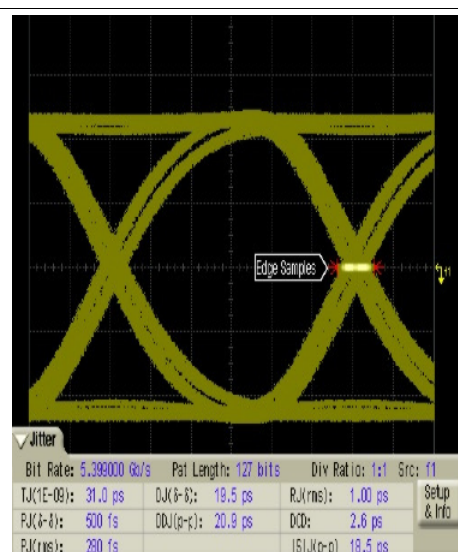 Edge Samples
f1
Jitter
Bit Rate: 5.399000 Gb/s Pat Length: 127 bits Div Ratio: 1:1 Src: f1
TJ(1E-09): 31.0 ps DJ(δ-δ): 19.5 ps RJ(rms): 1.00 ps Setup & Info
PJ(δ-δ): 500 fs DDJ(p-p): 20.9 ps DCD: 2.6 ps
PJ(rms): 280 fs ISIJ(p-p) 18.5 ps